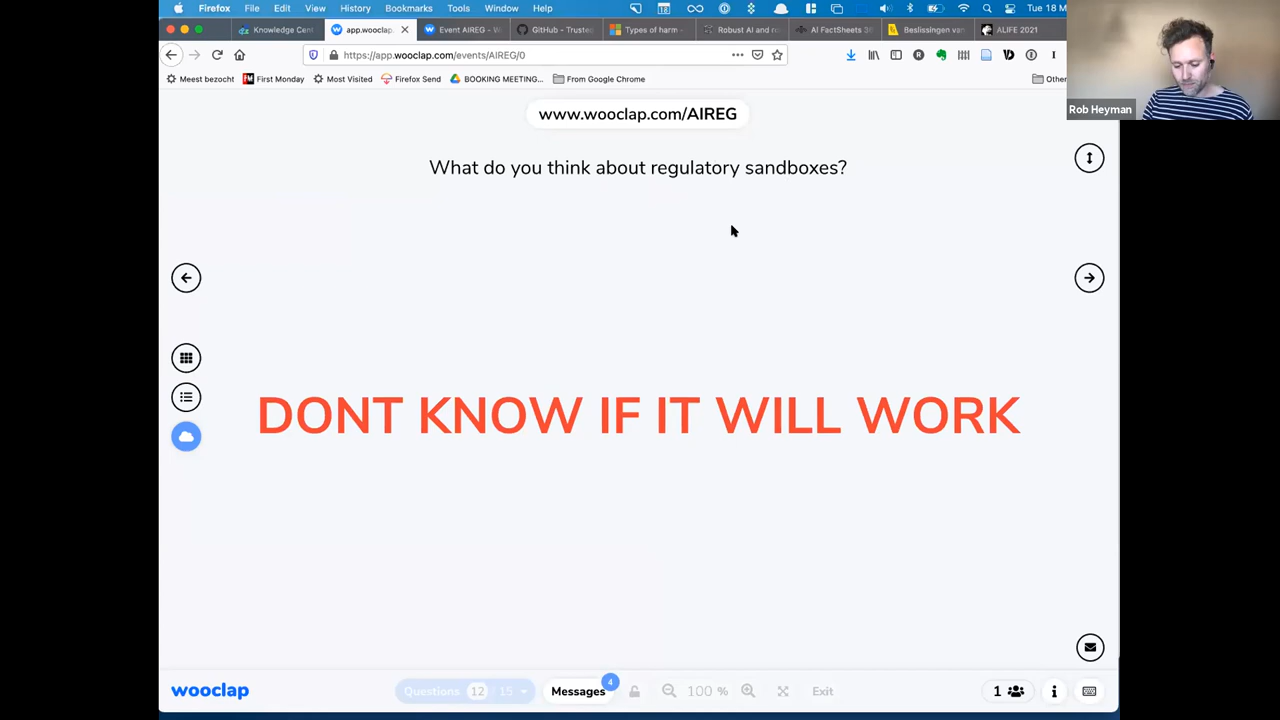 Firefox File Edit View History Bookmarks Tools Window Help 18 Tue 18 M
Knowledge Cent app.wooclap. Event AIREG - W GitHub - Truste Types of harm - Robust AI and ro AI FactSheets 36 Beslissingen van ALIFE 2021
https://app.wooclap.com/events/AIREG/0
Meest bezocht First Monday Most Visited Firefox Send BOOKING MEETING... From Google Chrome Other
Rob Heyman
www.wooclap.com/AIREG
What do you think about regulatory sandboxes?
DONT KNOW IF IT WILL WORK
wooclap Questions 12 / 15 Messages 4 100 % Exit 1